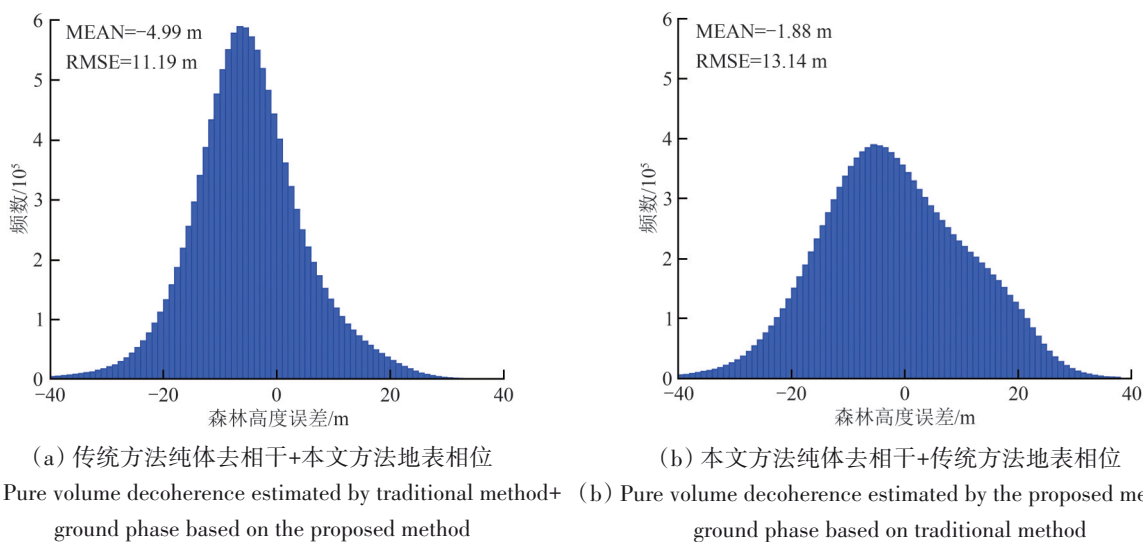 MEAN=−4.99 m
RMSE=11.19 m
频数/10⁵
6
5
4
3
2
1
0
−40
−20
0
20
40
森林高度误差/m
(a)传统方法纯体去相干+本文方法地表相位
Pure volume decoherence estimated by traditional method+
ground phase based on the proposed method
MEAN=−1.88 m
RMSE=13.14 m
频数/10⁵
6
5
4
3
2
1
0
−40
−20
0
20
40
森林高度误差/m
(b)本文方法纯体去相干+传统方法地表相位
(b) Pure volume decoherence estimated by the proposed me
ground phase based on traditional method